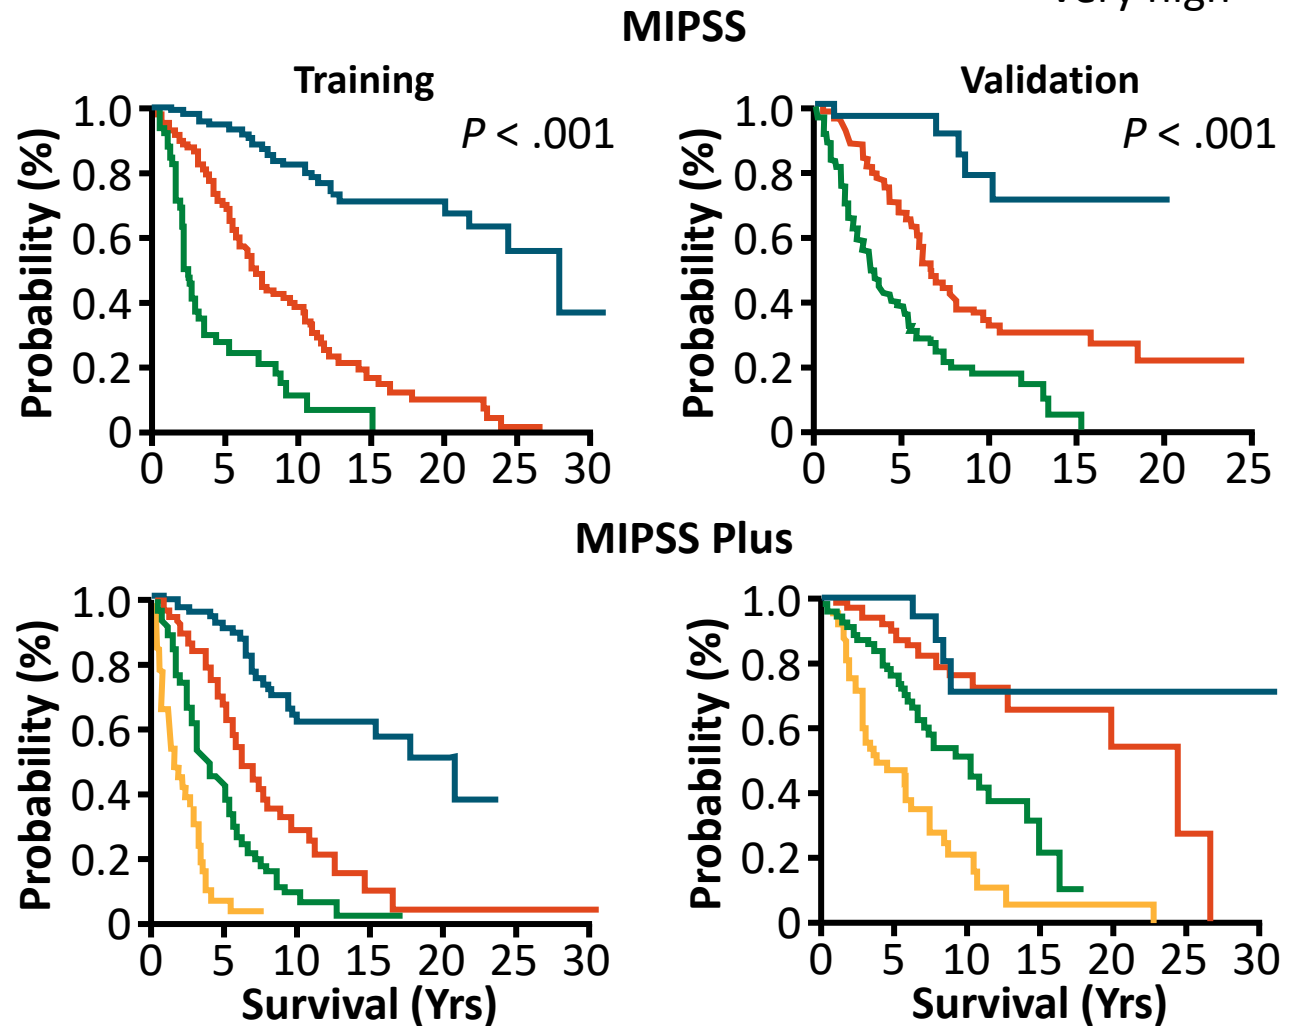 Very high
MIPSS
Training
Validation
1.0
0.8
0.6
0.4
0.2
0
Probability (%)
P < .001
0 5 10 15 20 25 30
1.0
0.8
0.6
0.4
0.2
0
Probability (%)
P < .001
0 5 10 15 20 25
MIPSS Plus
1.0
0.8
0.6
0.4
0.2
0
Probability (%)
0 5 10 15 20 25 30
Survival (Yrs)
1.0
0.8
0.6
0.4
0.2
0
Probability (%)
0 5 10 15 20 25 30
Survival (Yrs)